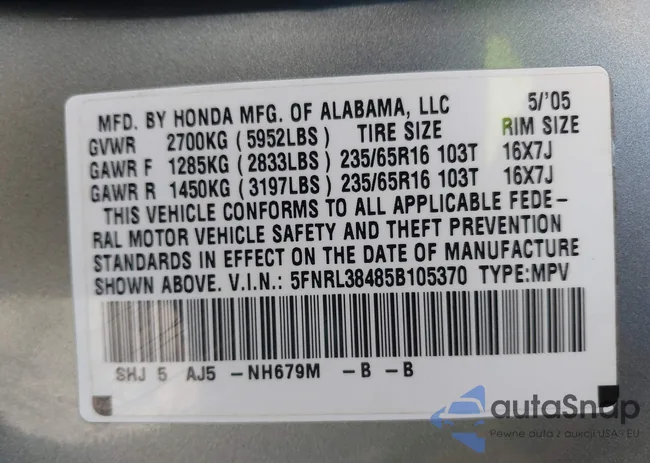 MFD. BY HONDA MFG. OF ALABAMA, LLC 5/'05
GVWR 2700KG (5952LBS) TIRE SIZE RIM SIZE
GAWR F 1285KG (2833LBS) 235/65R16 103T 16X7J
GAWR R 1450KG (3197LBS) 235/65R16 103T 16X7J
THIS VEHICLE CONFORMS TO ALL APPLICABLE FEDE-
RAL MOTOR VEHICLE SAFETY AND THEFT PREVENTION
STANDARDS IN EFFECT ON THE DATE OF MANUFACTURE
SHOWN ABOVE. V.I.N.: 5FNRL38485B105370 TYPE:MPV
SHJ 5 AJ5 -NH679M -B -B
autoSnap
Pewne auta z aukcji USA i EU